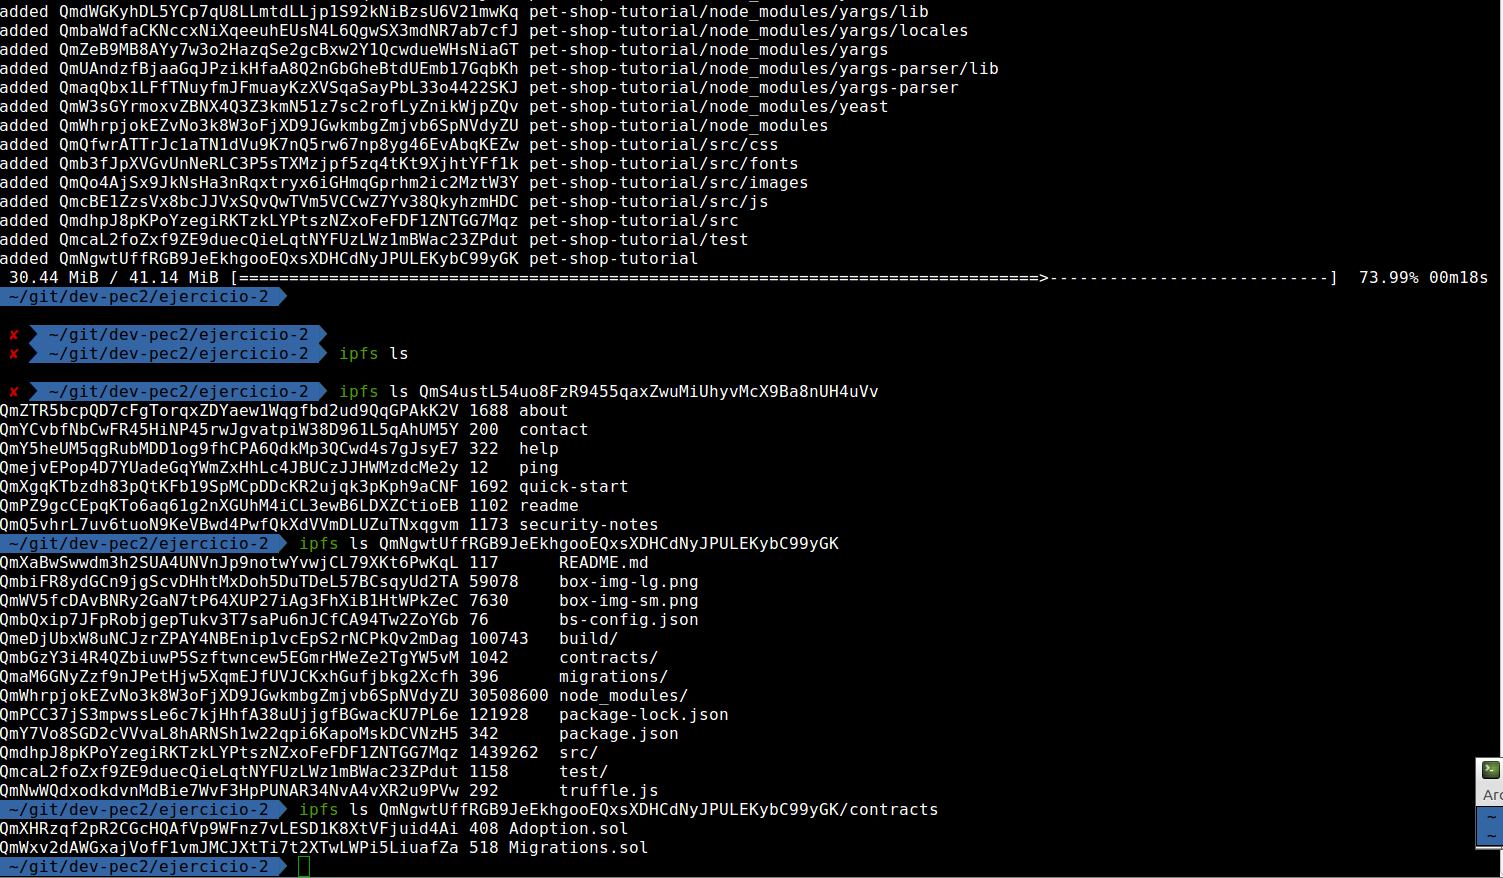 added QmdWGKyhDL5YCp7qU8LLmtdLLjp1S92kNiBzsU6V21mwKq pet-shop-tutorial/node_modules/yargs/lib
added QmbaWdfaCKNccxNiXqeeuhEUsN4L6QgwSX3mdNR7ab7cfJ pet-shop-tutorial/node_modules/yargs/locales
added QmZeB9MB8AYy7w3o2HazqSe2gcBxw2Y1QcwdueWHsNiaGT pet-shop-tutorial/node_modules/yargs
added QmUAndzfBjaaGqJPzikHfaA8Q2nGbGheBtdUEmb17GqbKh pet-shop-tutorial/node_modules/yargs-parser/lib
added QmaqQbx1LFfTNuyfmJFmuayKzXVSqaSayPbL33o4422SKJ pet-shop-tutorial/node_modules/yargs-parser
added QmW3sGYrmoxvZBNX4Q3Z3kmN51z7sc2rofLyZnikWjpZQv pet-shop-tutorial/node_modules/yeast
added QmWhrpjokEZvNo3k8W3oFjXD9JGwkmbgZmjvb6SpNVdyZU pet-shop-tutorial/node_modules
added QmQfwrATTrJc1aTN1dVu9K7nQ5rw67np8yg46EvAbqKEZw pet-shop-tutorial/src/css
added Qmb3fJpXVGvUnNeRLC3P5sTXMzjpf5zq4tKt9XjhtYFf1k pet-shop-tutorial/src/fonts
added QmQo4AjSx9JkNsHa3nRqxtryx6iGHmqGprhm2ic2MztW3Y pet-shop-tutorial/src/images
added QmcBE1ZzsVx8bcJJVxSQvQwTVm5VCCwZ7Yv38QkyhzmHDC pet-shop-tutorial/src/js
added QmdhpJ8pKPoYzegiRKTzkLYPtszNZxoFeFDF1ZNTGG7Mqz pet-shop-tutorial/src
added QmcaL2foZxf9ZE9duecQieLqtNYFUzLWz1mBWac23ZPdut pet-shop-tutorial/test
added QmNgwtUffRGB9JeEkhgooEQxsXDHCdNyJPULEKybC99yGK pet-shop-tutorial
30.44 MiB / 41.14 MiB [================================================================================>----------------------------] 73.99% 00m18s
~/git/dev-pec2/ejercicio-2
✘ ~/git/dev-pec2/ejercicio-2
✘ ~/git/dev-pec2/ejercicio-2 ipfs ls
✘ ~/git/dev-pec2/ejercicio-2 ipfs ls QmS4ustL54uo8FzR9455qaxZwuMiUhyvMcX9Ba8nUH4uVv
QmZTR5bcpQD7cFgTorqxZDYaew1Wqgfbd2ud9QqGPAkK2V 1688 about
QmYCvbfNbCwFR45HiNP45rwJgvatpiW38D961L5qAhUM5Y 200 contact
QmY5heUM5qgRubMDD1og9fhCPA6QdkMp3QCwd4s7gJsyE7 322 help
QmejvEPop4D7YUadeGqYWmZxHhLc4JBUCzJJHWMzdcMe2y 12 ping
QmXgqKTbzdh83pQtKFb19SpMCpDDcKR2ujqk3pKph9aCNF 1692 quick-start
QmPZ9gcCEpqKTo6aq61g2nXGUhM4iCL3ewB6LDXZCtioEB 1102 readme
QmQ5vhrL7uv6tuoN9KeVBwd4PwfQkXdVVmDLUZuTNxqgvm 1173 security-notes
~/git/dev-pec2/ejercicio-2 ipfs ls QmNgwtUffRGB9JeEkhgooEQxsXDHCdNyJPULEKybC99yGK
QmXaBwSwwdm3h2SUA4UNVnJp9notwYvwjCL79XKt6PwKqL 117 README.md
QmbiFR8ydGCn9jgScvDHhtMxDoh5DuTDeL57BCsqyUd2TA 59078 box-img-lg.png
QmWV5fcDAvBNRy2GaN7tP64XUP27iAg3FhXiB1HtWPkZeC 7630 box-img-sm.png
QmbQxip7JFpRobjgepTukv3T7saPu6nJCfCA94Tw2ZoYGb 76 bs-config.json
QmeDjUbxW8uNCJzrZPAY4NBEnip1vcEpS2rNCPkQv2mDag 100743 build/
QmbGzY3i4R4QZbiuwP5Szftwncew5EGmrHWeZe2TgYW5vM 1042 contracts/
QmaM6GNyZzf9nJPetHjw5XqmEJfUVJCKxhGufjbkg2Xcfh 396 migrations/
QmWhrpjokEZvNo3k8W3oFjXD9JGwkmbgZmjvb6SpNVdyZU 30508600 node_modules/
QmPCC37jS3mpwssLe6c7kjHhfA38uUjjgfBGwacKU7PL6e 121928 package-lock.json
QmY7Vo8SGD2cVVvaL8hARNSh1w22qpi6KapoMskDCVNzH5 342 package.json
QmdhpJ8pKPoYzegiRKTzkLYPtszNZxoFeFDF1ZNTGG7Mqz 1439262 src/
QmcaL2foZxf9ZE9duecQieLqtNYFUzLWz1mBWac23ZPdut 1158 test/
QmNwWQdxodkdvnMdBie7WvF3HpPUNAR34NvA4vXR2u9PVw 292 truffle.js
~/git/dev-pec2/ejercicio-2 ipfs ls QmNgwtUffRGB9JeEkhgooEQxsXDHCdNyJPULEKybC99yGK/contracts
QmXHRzqf2pR2CGcHQAfVp9WFnz7vLESD1K8XtVFjuid4Ai 408 Adoption.sol
QmWxv2dAWGxajVofF1vmJMCJXtTi7t2XTwLWPi5LiuafZa 518 Migrations.sol
~/git/dev-pec2/ejercicio-2
Arc
~
~